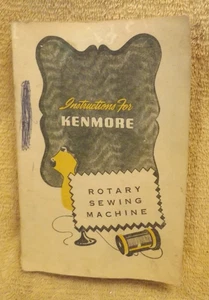 Instructions For
KENMORE
ROTARY
SEWING
MACHINE